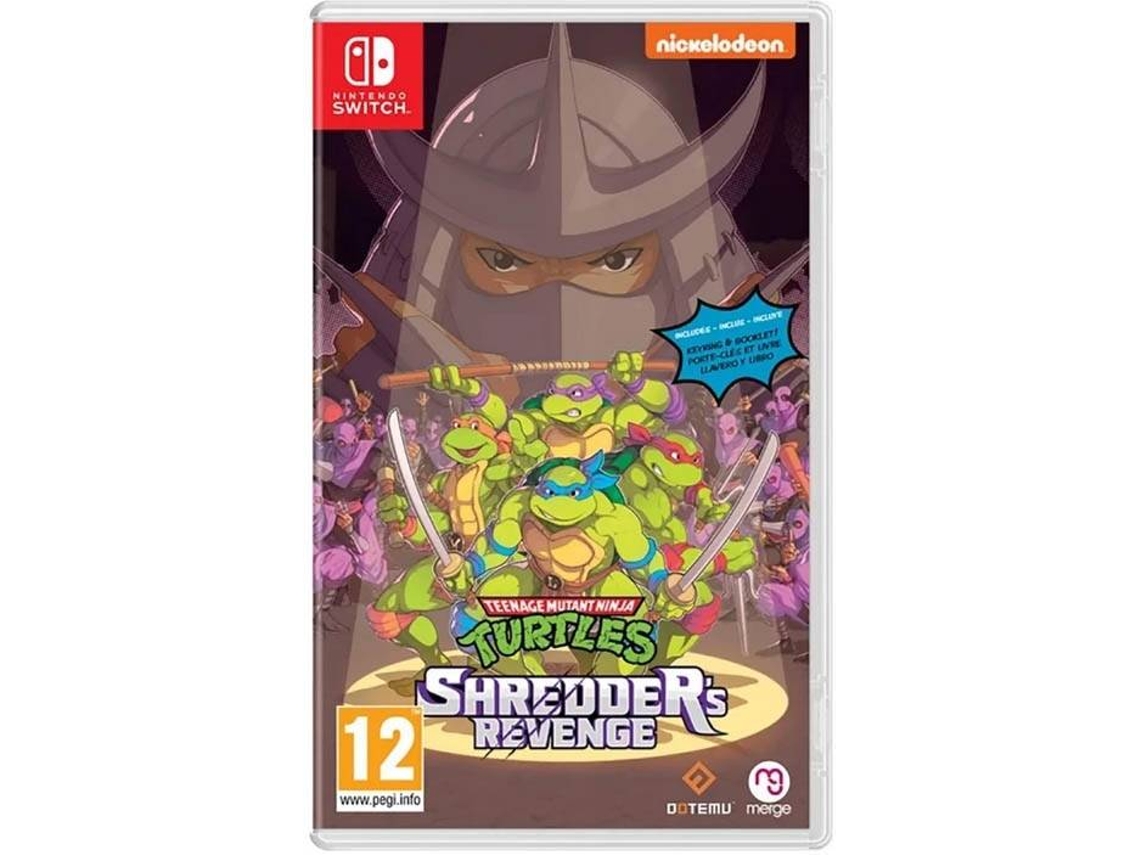 NINTENDO
SWITCH™
nickelodeon
INCLUDES - INCLUS - INCLUYE
KEYRING & BOOKLET!
PORTE-CLÉS ET LIVRE
LLAVERO Y LIBRO
TEENAGE MUTANT NINJA
TURTLES
SHREDDER's
REVENGE
12
www.pegi.info
DOTEMU
merge